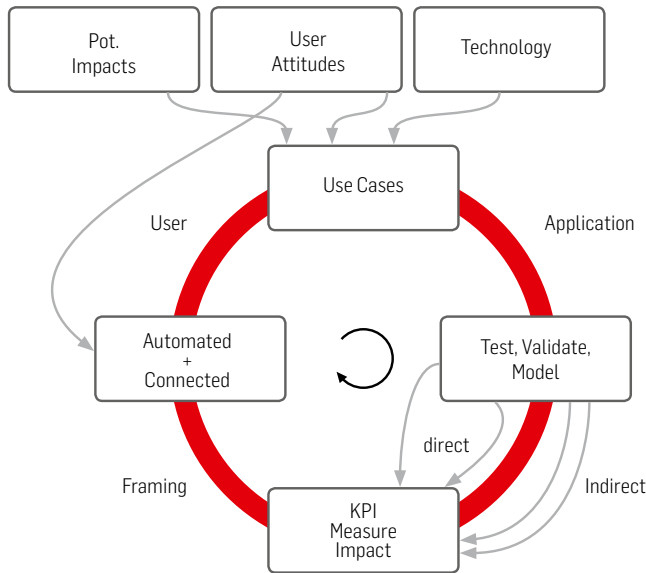 Pot.
Impacts
User
Attitudes
Technology
Use Cases
User
Application
Automated
+
Connected
Test, Validate,
Model
direct
Framing
Indirect
KPI
Measure
Impact